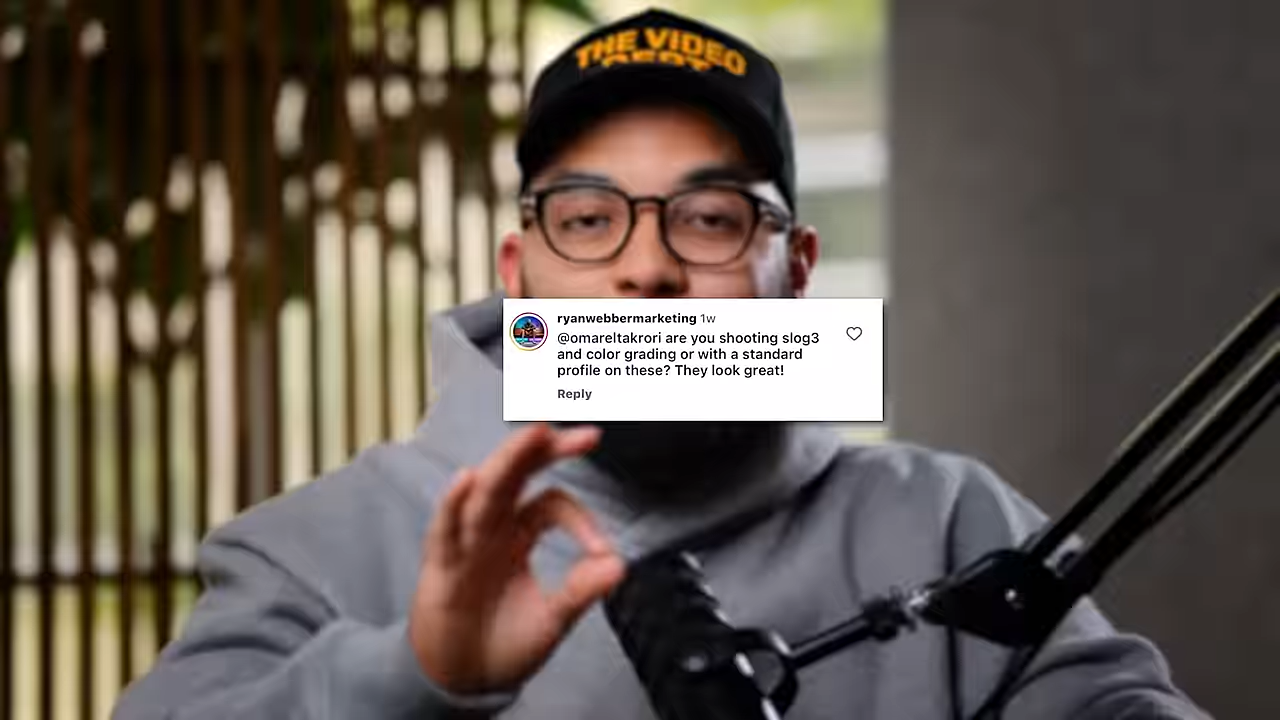 THE VIDEO
DEPT
ryanwebbermarketing 1w
@omareltakrori are you shooting slog3
and color grading or with a standard
profile on these? They look great!
Reply